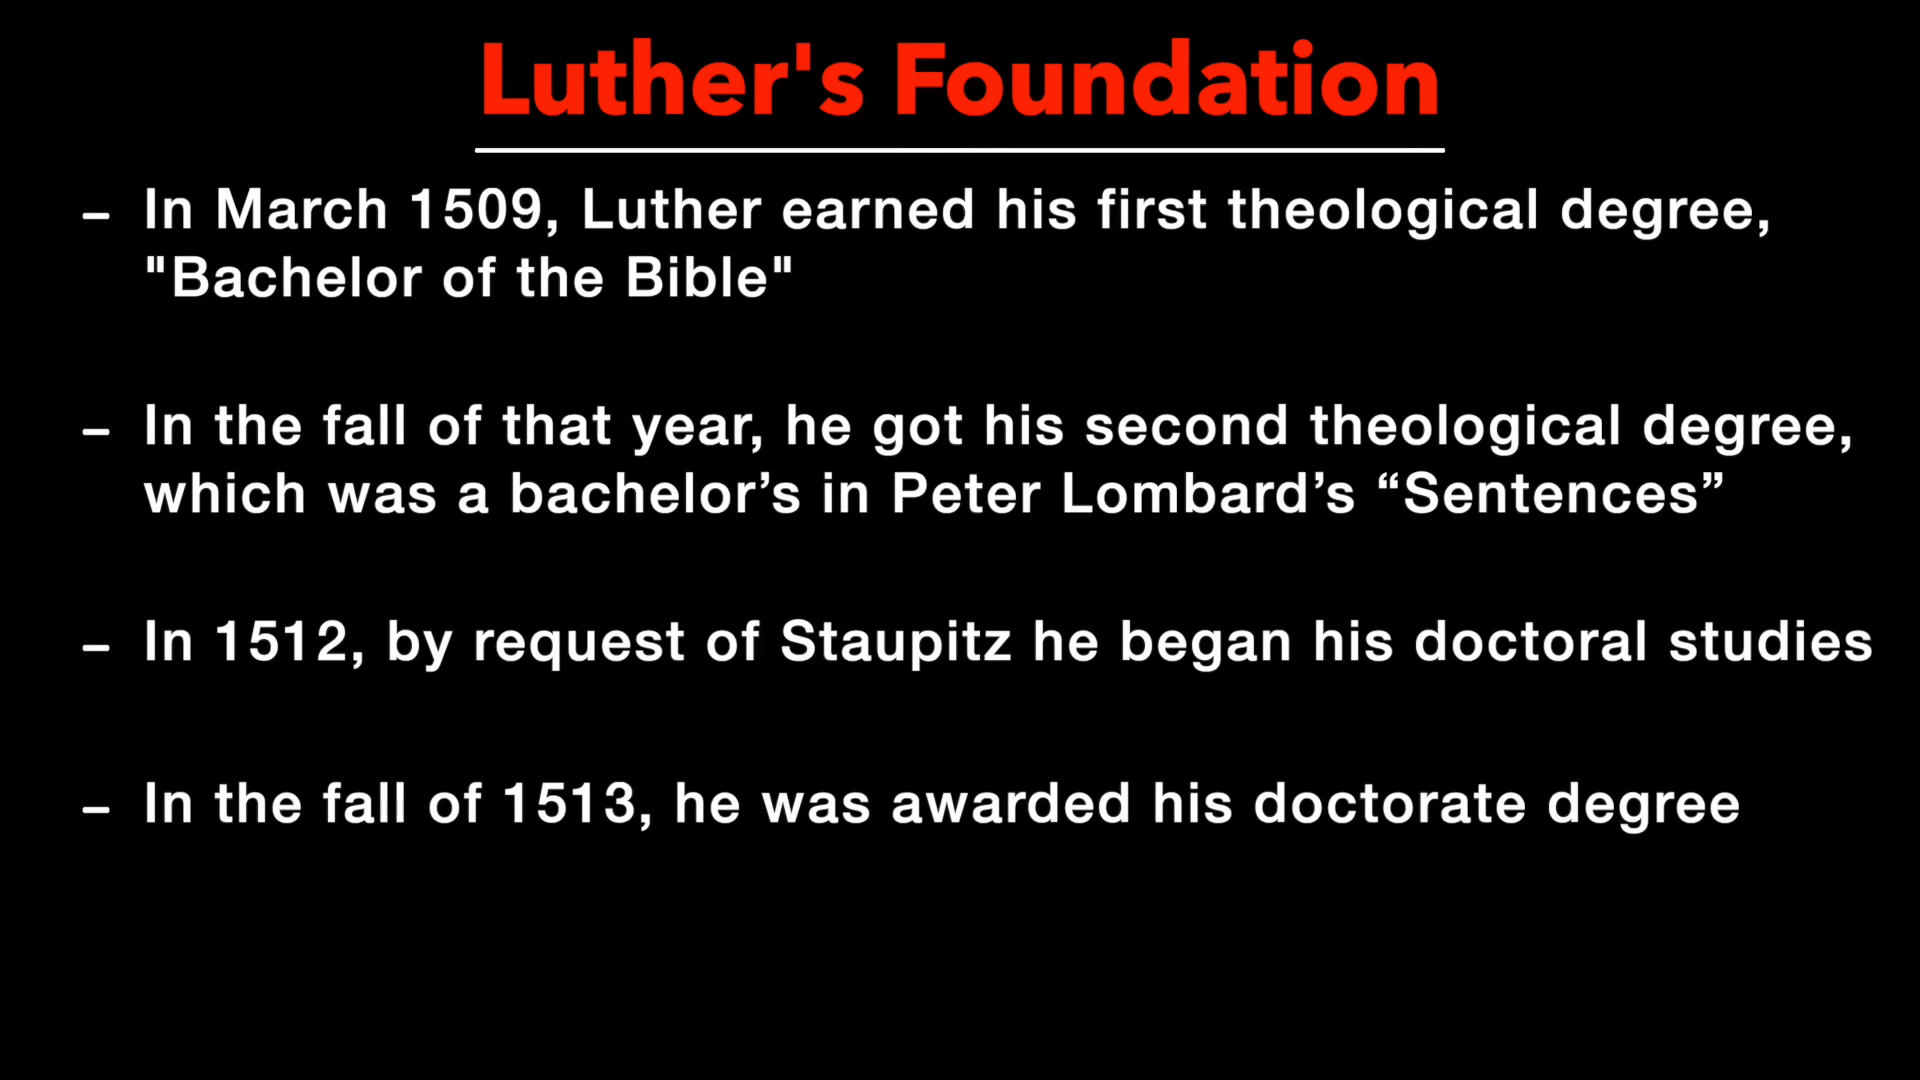 Luther's Foundation
- In March 1509, Luther earned his first theological degree,
"Bachelor of the Bible"
- In the fall of that year, he got his second theological degree,
which was a bachelor’s in Peter Lombard’s “Sentences”
- In 1512, by request of Staupitz he began his doctoral studies
- In the fall of 1513, he was awarded his doctorate degree